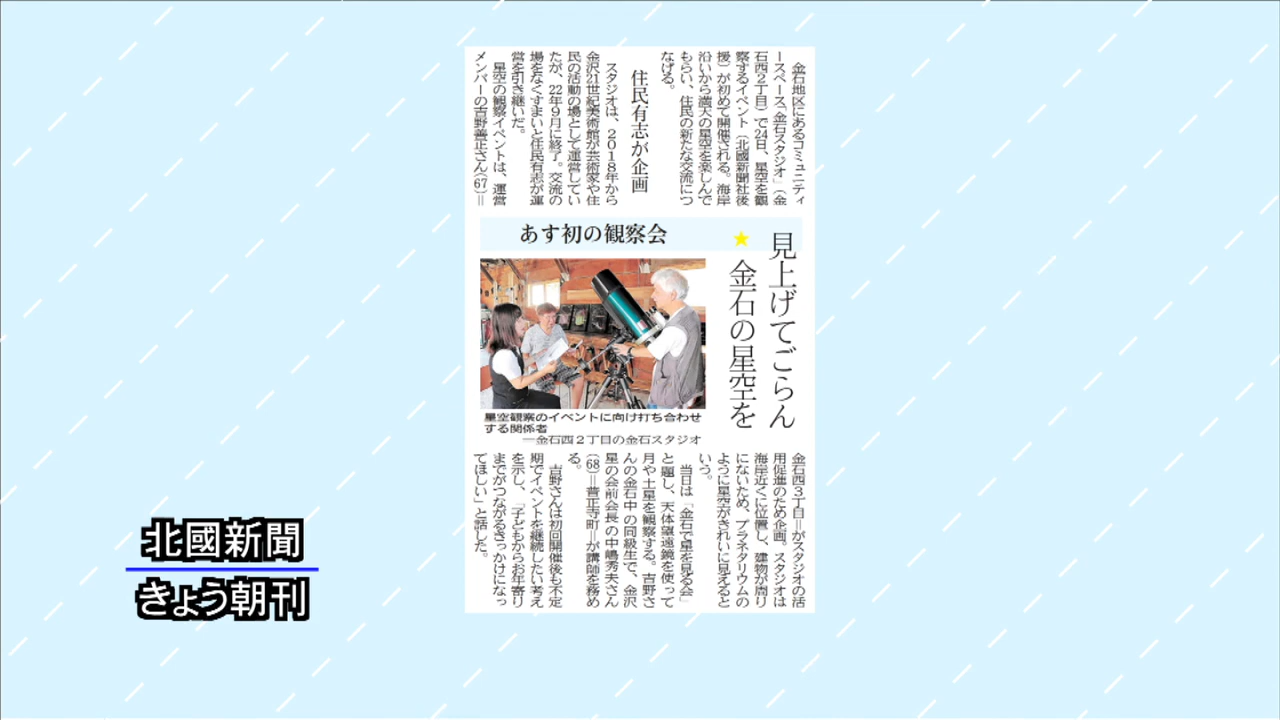 見上げてごらん
★金石の星空を
あす初の観察会
　金石地区にあるコミュニティ
ースペース「金石スタジオ」（金
石西２丁目）で24日、星空を観
察するイベント（北國新聞社後
援）が初めて開催される。海岸
沿いから満天の星空を楽しんで
もらい、住民の新たな交流につ
なげる。
住民有志が企画
　スタジオは、２０１８年から
金沢21世紀美術館が芸術家や住
民の活動の場として運営してい
たが、22年９月に終了。交流の
場をなくすまいと住民有志が運
営を引き継いだ。
　星空の観察イベントは、運営
メンバーの吉野善正さん(67)＝
金石西３丁目＝がスタジオの活
用促進のため企画。スタジオは
海岸近くに位置し、建物が周り
にないため、プラネタリウムの
ように星空がきれいに見えると
いう。
　当日は「金石で星を見る会」
と題し、天体望遠鏡を使って
月や土星を観察する。吉野さ
んの金石中の同級生で、金沢
星の会前会長の中嶋秀夫さん
(68)＝普正寺町＝が講師を務め
る。
　吉野さんは初回開催後も不定
期でイベントを継続したい考え
を示し、「子どもからお年寄り
までがつながるきっかけになっ
てほしい」と話した。
星空観察のイベントに向け打ち合わせ
する関係者
―金石西２丁目の金石スタジオ
北國新聞
きょう朝刊